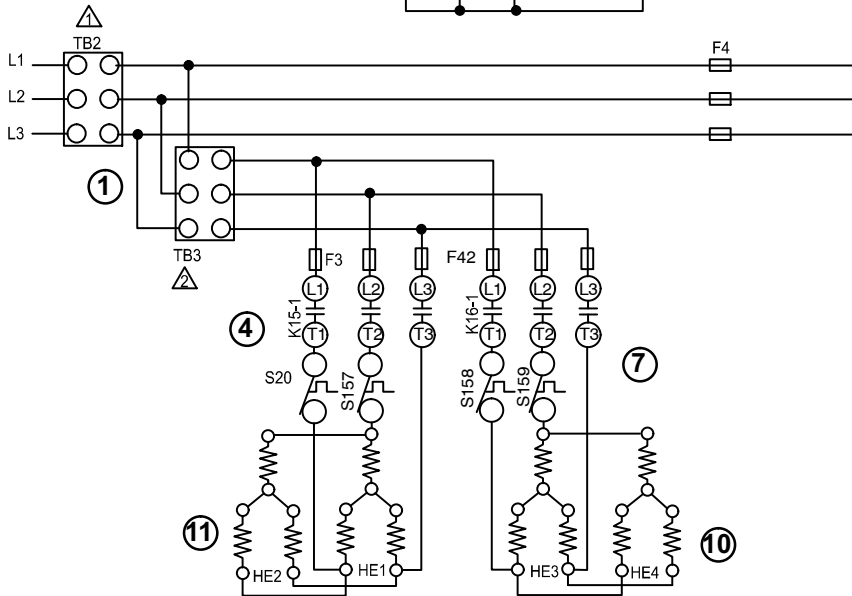 1
TB2
L1
F4
L2
L3
1
TB3
2
F3
F42
L1 L2 L3 L1 L2 L3
K15-1
K16-1
4
T1 T2 T3 T1 T2 T3
7
S20
S157
S158
S159
11
10
HE2 HE1 HE3 HE4